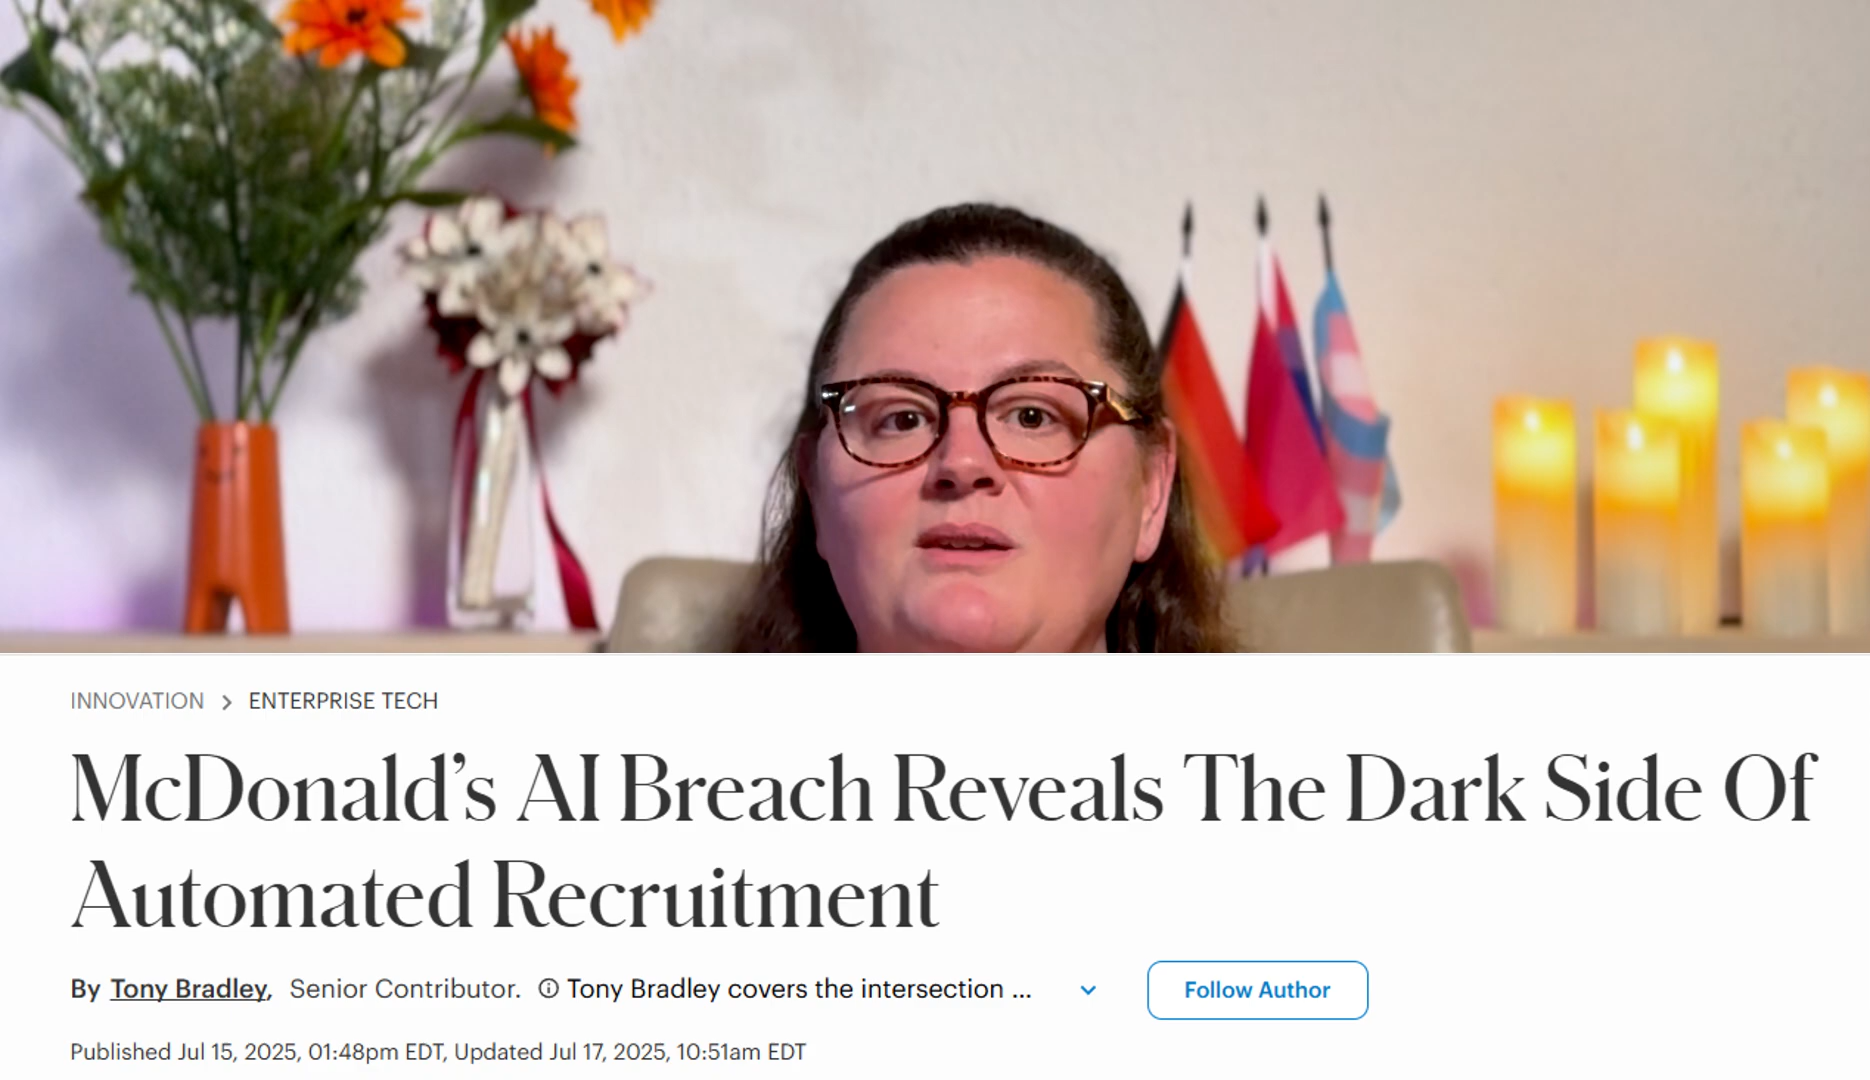 INNOVATION > ENTERPRISE TECH
McDonald’s AI Breach Reveals The Dark Side Of
Automated Recruitment
By Tony Bradley, Senior Contributor. Tony Bradley covers the intersection ...
Follow Author
Published Jul 15, 2025, 01:48pm EDT, Updated Jul 17, 2025, 10:51am EDT